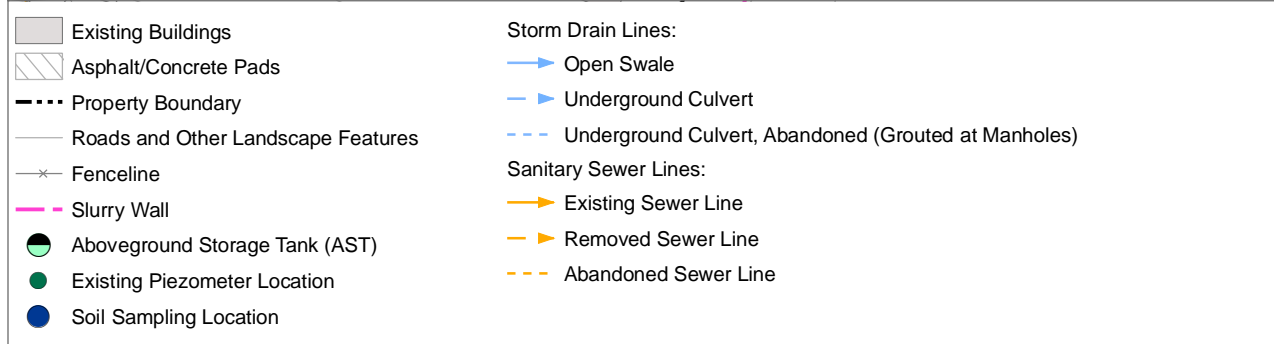 Existing Buildings
Asphalt/Concrete Pads
Property Boundary
Roads and Other Landscape Features
Fenceline
Slurry Wall
Aboveground Storage Tank (AST)
Existing Piezometer Location
Soil Sampling Location
Storm Drain Lines:
Open Swale
Underground Culvert
Underground Culvert, Abandoned (Grouted at Manholes)
Sanitary Sewer Lines:
Existing Sewer Line
Removed Sewer Line
Abandoned Sewer Line